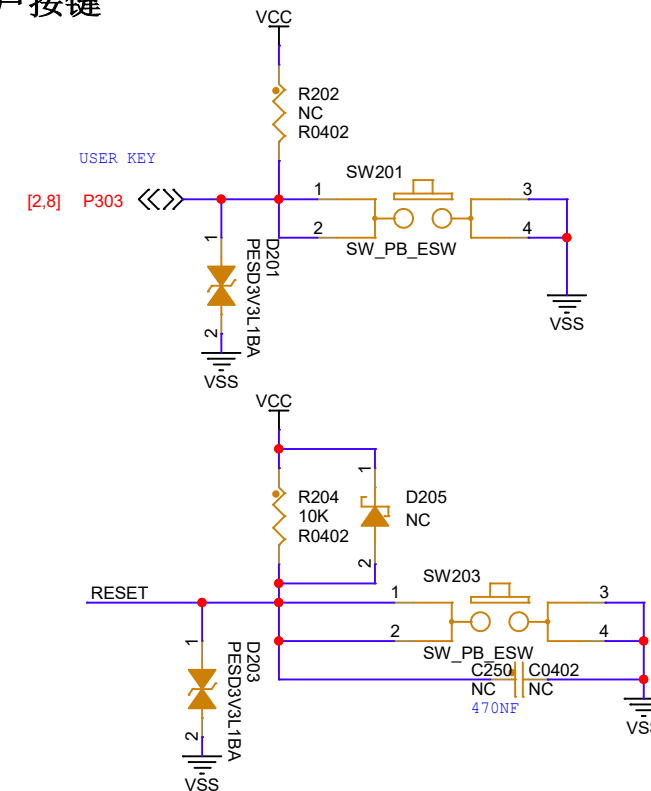 户按键
VCC
R202
NC
R0402
USER KEY
[2,8] P303
SW201
1
2
3
4
SW_PB_ESW
VSS
1
2
D201
PESD3V3L1BA
VSS
VCC
R204
10K
R0402
1
2
D205
NC
RESET
SW203
1
2
3
4
SW_PB_ESW
C250 C0402
NC NC
470NF
VSS
1
2
D203
PESD3V3L1BA
VSS